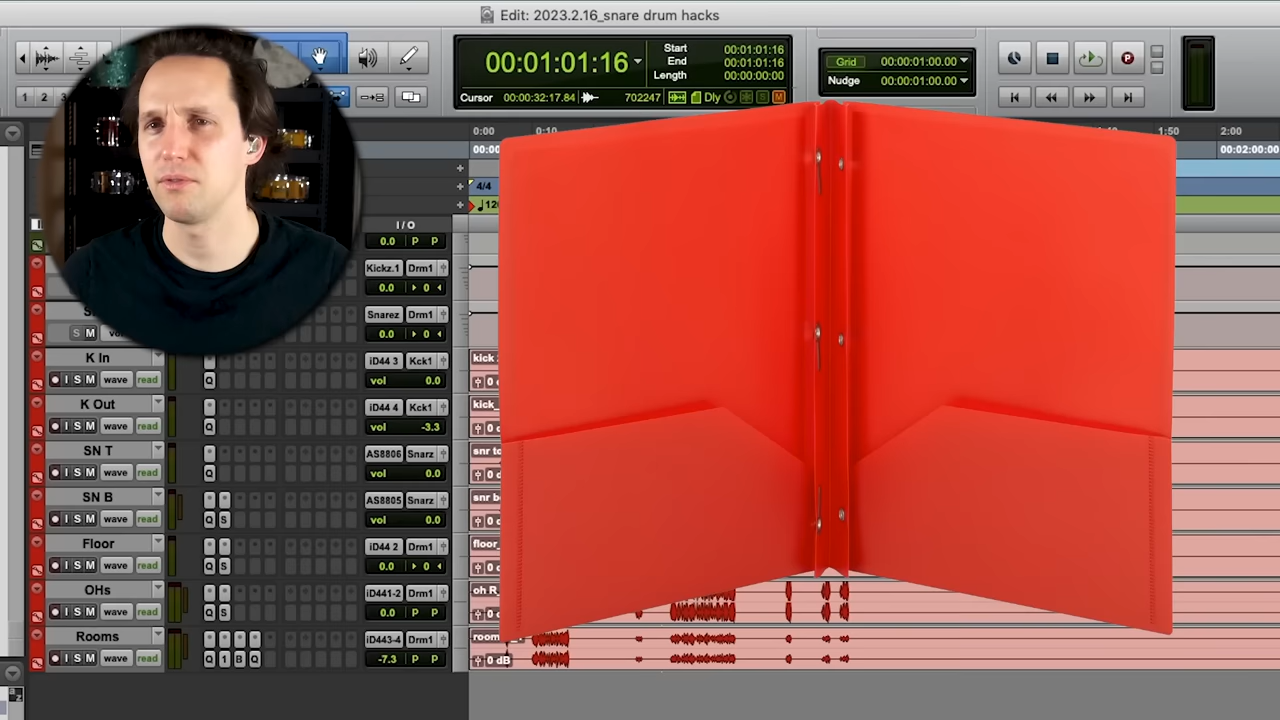 Edit: 2023.2.16_snare drum hacks
00:01:01:16
Start 00:01:01:16
End 00:01:01:16
Length 00:00:00:00
Cursor 00:00:32:17.84 702247 Dly S M
Grid 00:00:01:00.00
Nudge 00:00:01:00.00
P
1 2
0:00 0:10 1:50 2:00
00:02:00:00
4/4
I / O
0.0 P P
Kickz.1 Drm1
0.0 0
Snarez Drm1
S M
0.0 0
K In
iD44 3 Kck1
I S M wave read
Q
vol 0.0
K Out
iD44 4 Kck1
I S M wave read
Q
vol -3.3
SN T
AS8806 Snarz
I S M wave read
Q
vol 0.0
SN B
AS8805 Snarz
I S M wave read
Q S
vol 0.0
Floor
iD44 2 Drm1
I S M wave read
Q S
0.0 0
OHs
iD441-2 Drm1
I S M wave read
Q S
0.0 P P
Rooms
iD443-4 Drm1
I S M wave read
Q 1 B Q
-7.3 P P
0 dB